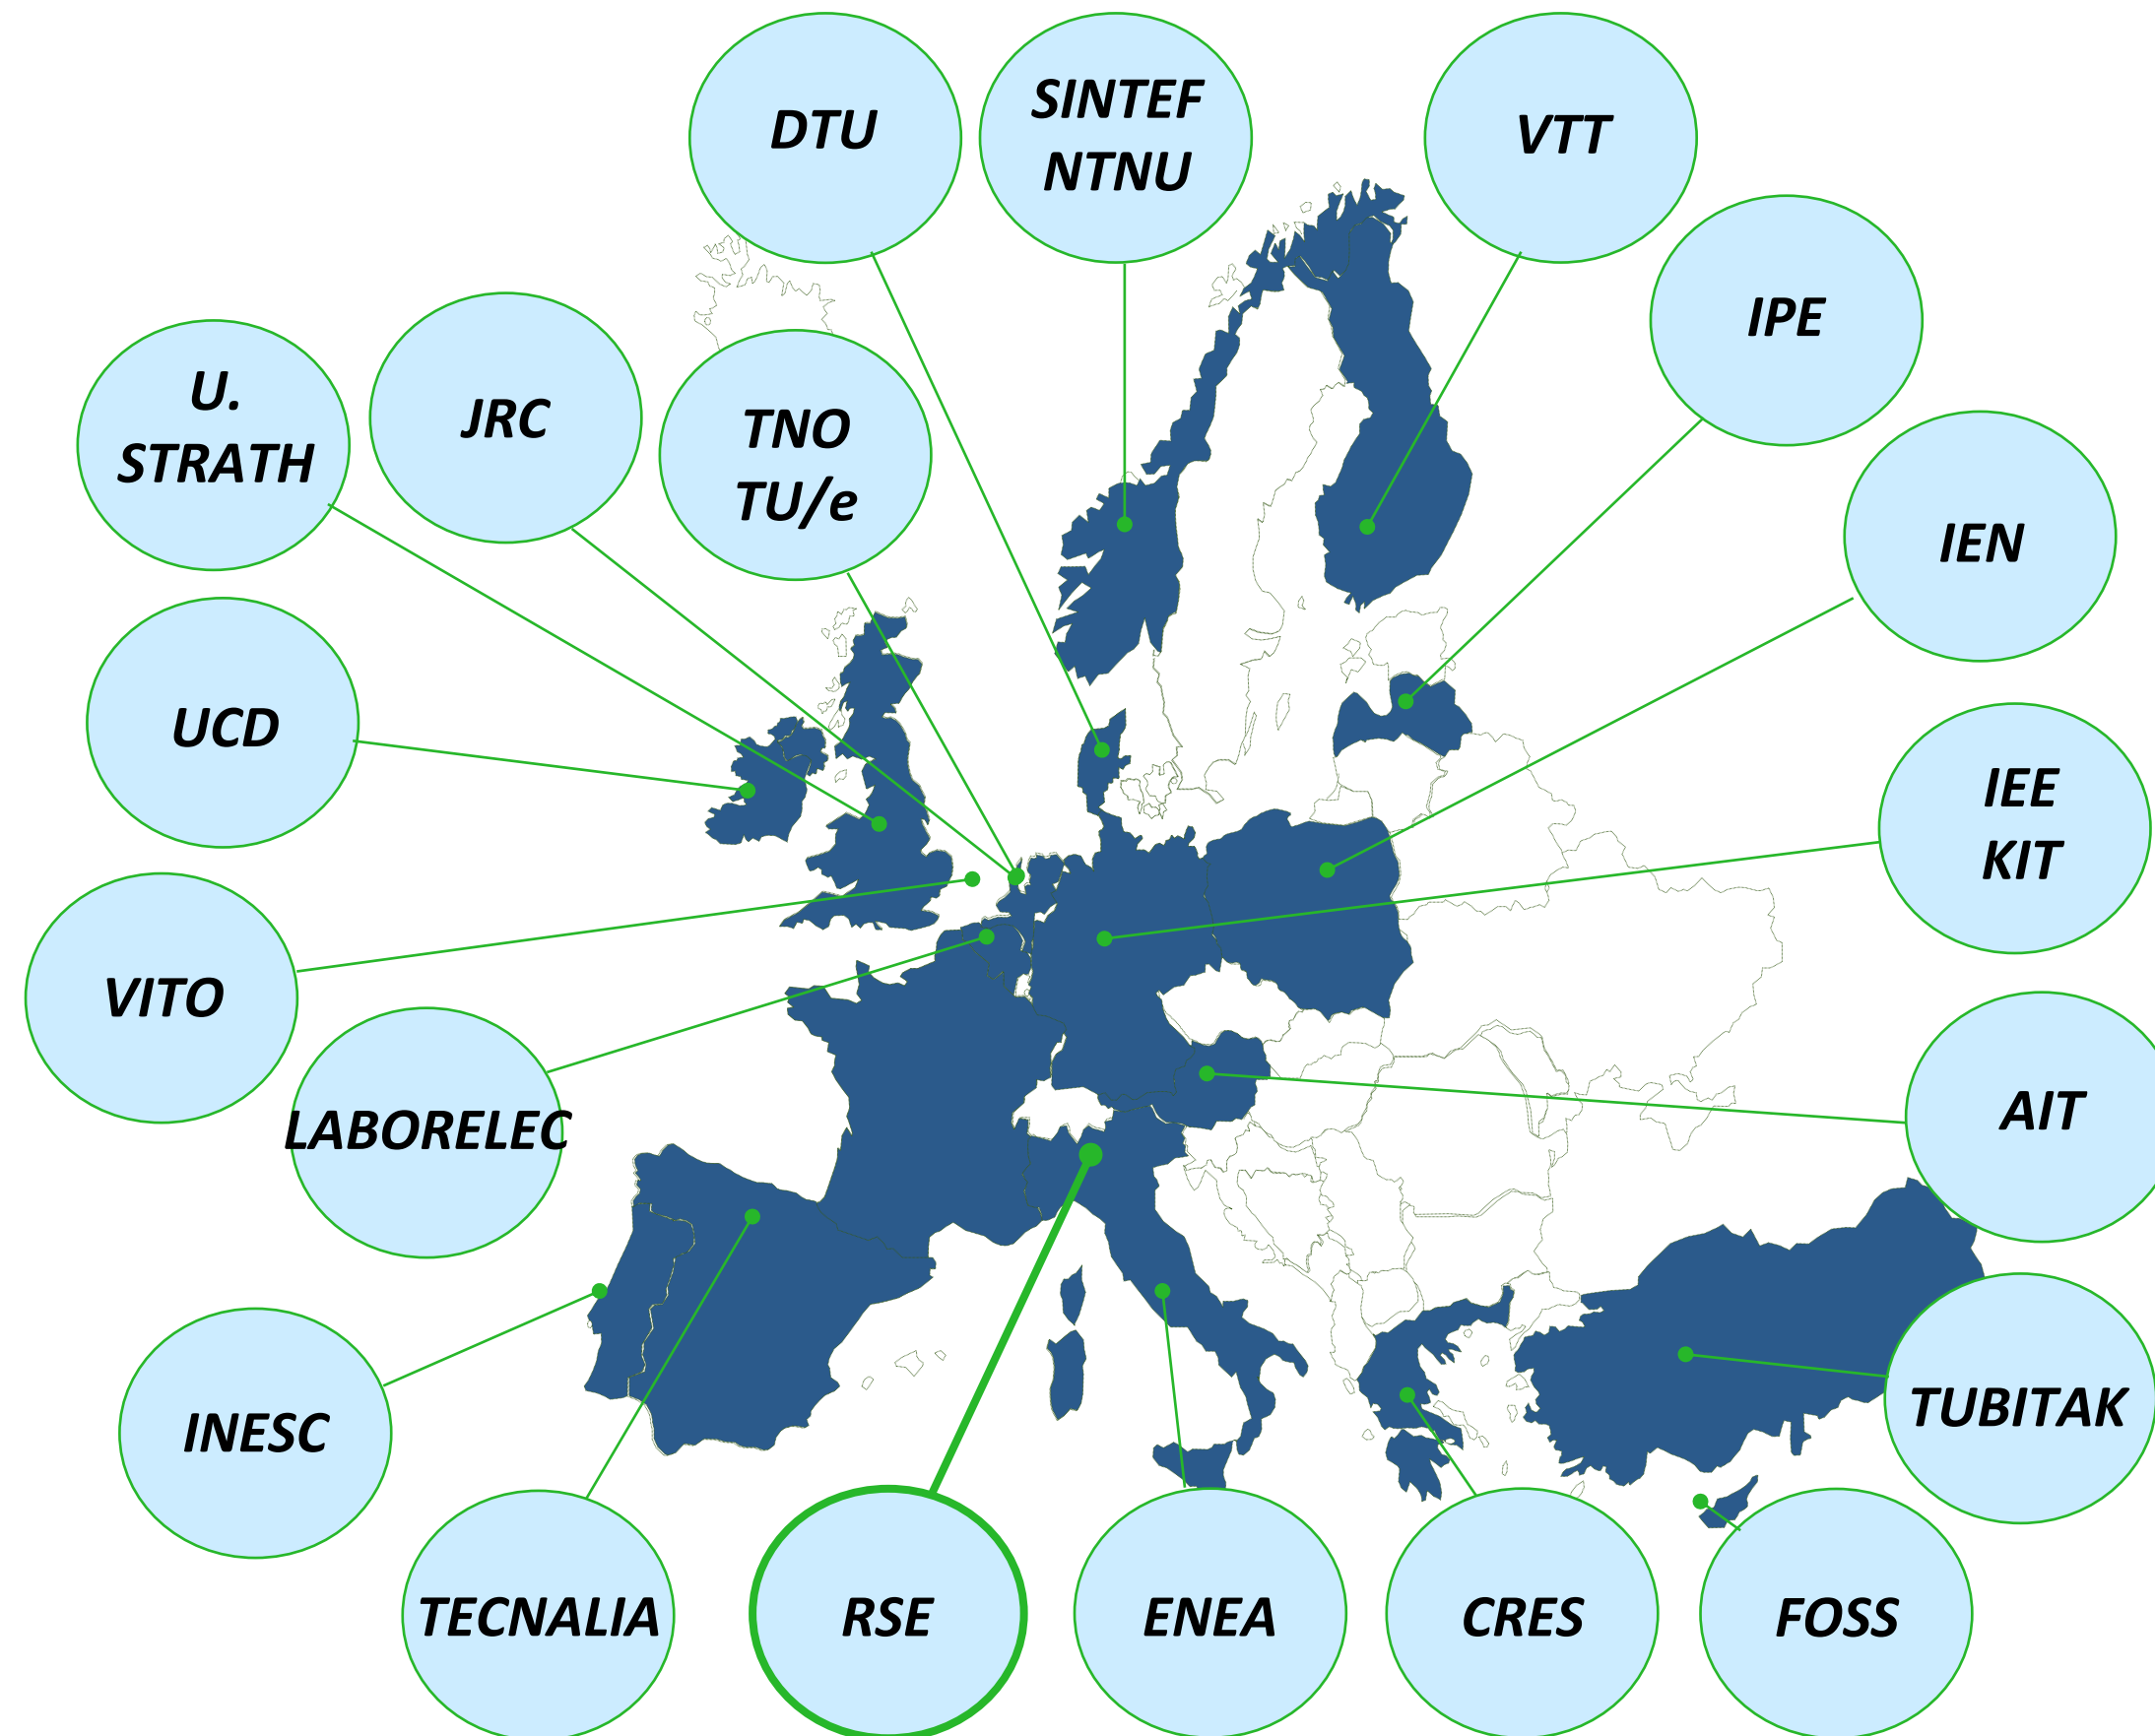 DTU
SINTEF
NTNU
VTT
IPE
U.
STRATH
JRC
TNO
TU/e
IEN
UCD
IEE
KIT
VITO
LABORELEC
AIT
INESC
TUBITAK
TECNALIA
RSE
ENEA
CRES
FOSS